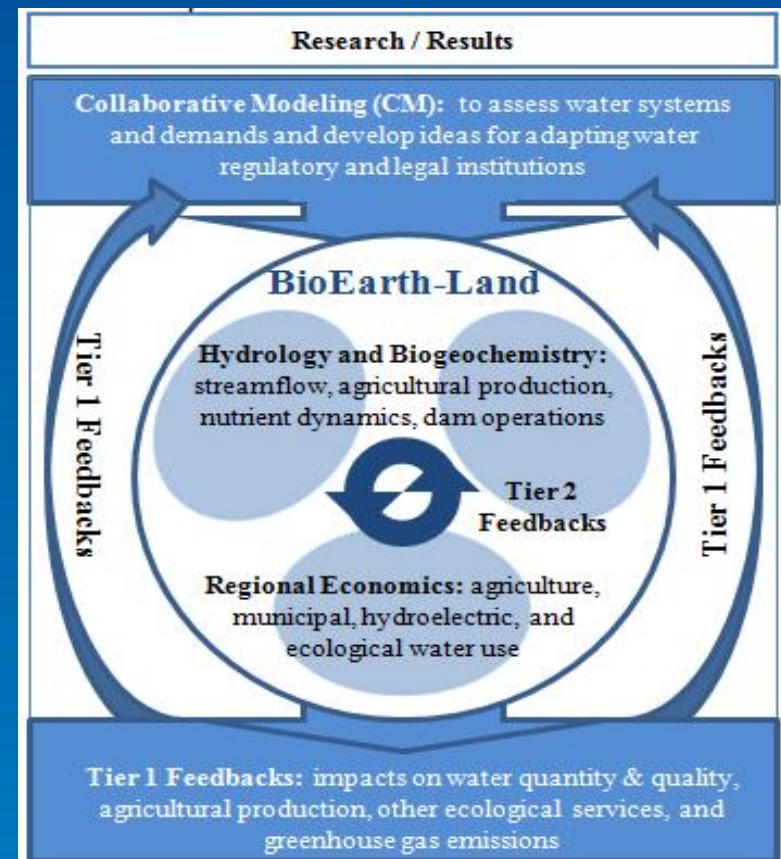 Research / Results
Collaborative Modeling (CM): to assess water systems
and demands and develop ideas for adapting water
regulatory and legal institutions
BioEarth-Land
Tier 1 Feedbacks
Hydrology and Biogeochemistry:
streamflow, agricultural production,
nutrient dynamics, dam operations
Tier 2
Feedbacks
Tier 1 Feedbacks
Regional Economics: agriculture,
municipal, hydroelectric, and
ecological water use
Tier 1 Feedbacks: impacts on water quantity & quality,
agricultural production, other ecological services, and
greenhouse gas emissions